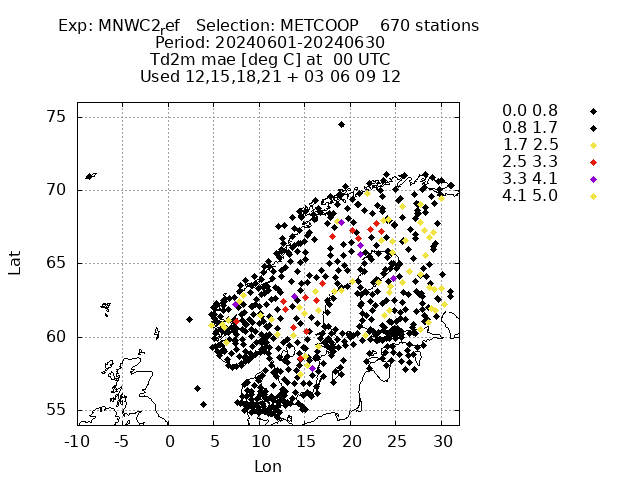 Exp: MNWC2ref   Selection: METCOOP    670 stations
Period: 20240601-20240630
Td2m mae [deg C] at  00 UTC
Used 12,15,18,21 + 03 06 09 12
0.0 0.8
0.8 1.7
1.7 2.5
2.5 3.3
3.3 4.1
4.1 5.0
75
70
65
60
55
Lat
-10 -5 0 5 10 15 20 25 30
Lon